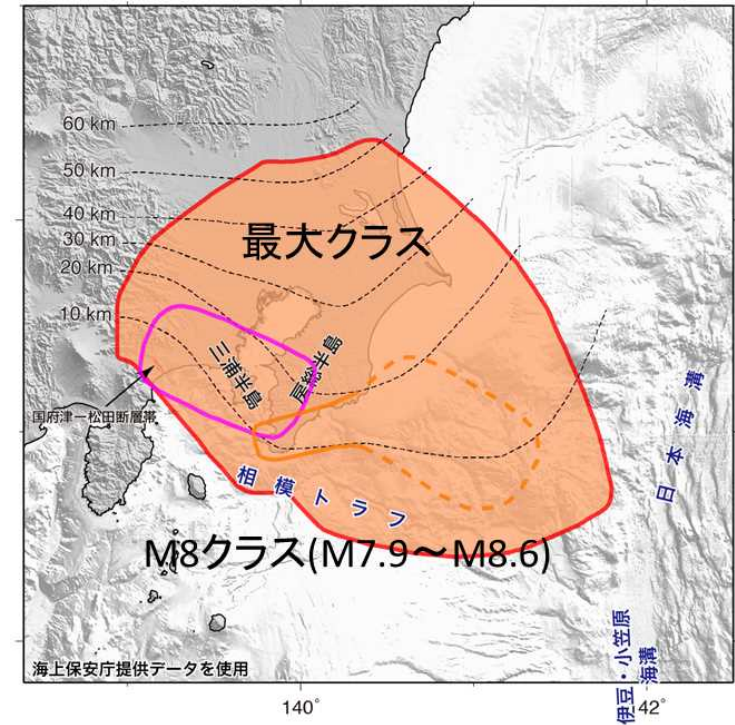 60 km
50 km
40 km
30 km
20 km
10 km
最大クラス
三浦半島
房総半島
国府津ー松田断層帯
相模トラフ
日本海溝
M8クラス(M7.9～M8.6)
伊豆・小笠原
海溝
海上保安庁提供データを使用
140°
42°